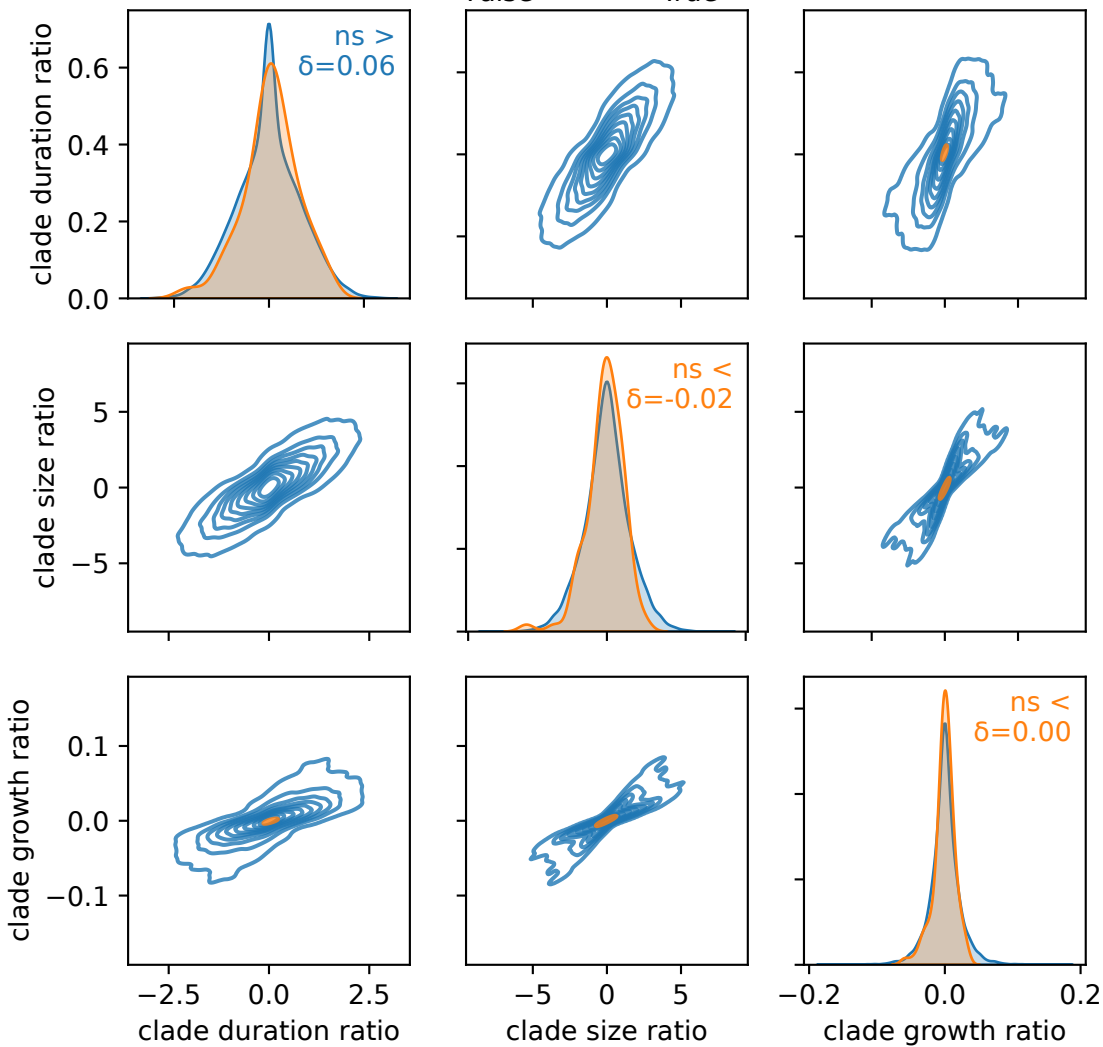 clade duration ratio
0.6
0.4
0.2
0.0
ns >
δ=0.06
clade size ratio
5
0
−5
ns <
δ=-0.02
clade growth ratio
0.1
0.0
−0.1
ns <
δ=0.00
−2.5 0.0 2.5
clade duration ratio
−5 0 5
clade size ratio
−0.2 0.0 0.2
clade growth ratio